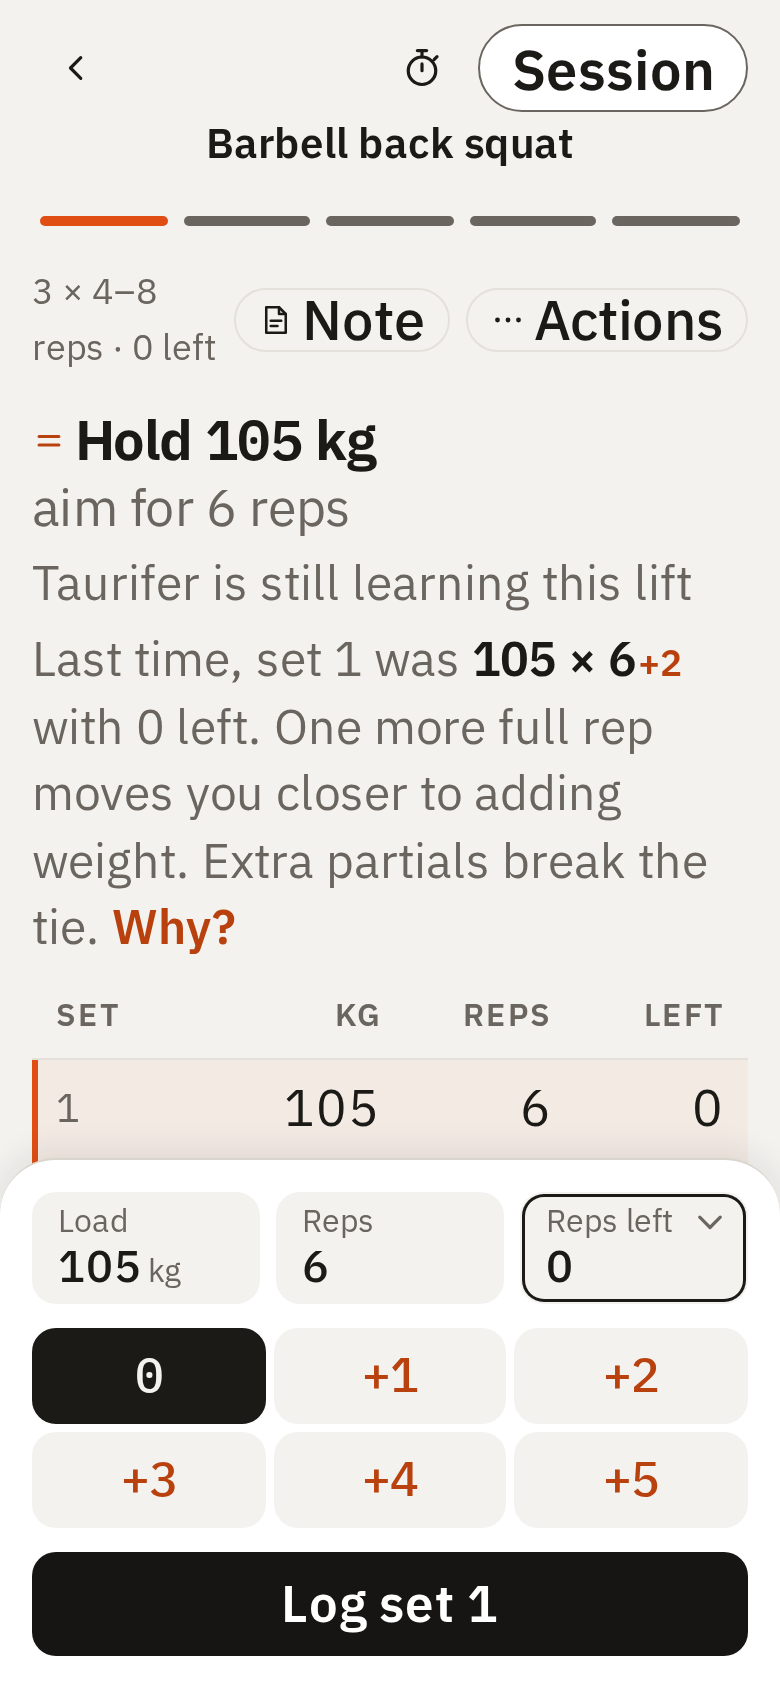 Session
Barbell back squat
3 × 4–8
reps · 0 left
Note
··· Actions
= Hold 105 kg
aim for 6 reps
Taurifer is still learning this lift
Last time, set 1 was 105 × 6+2
with 0 left. One more full rep
moves you closer to adding
weight. Extra partials break the
tie. Why?
SET KG REPS LEFT
1 105 6 0
Load Reps Reps left
105 kg 6 0
0 +1 +2
+3 +4 +5
Log set 1